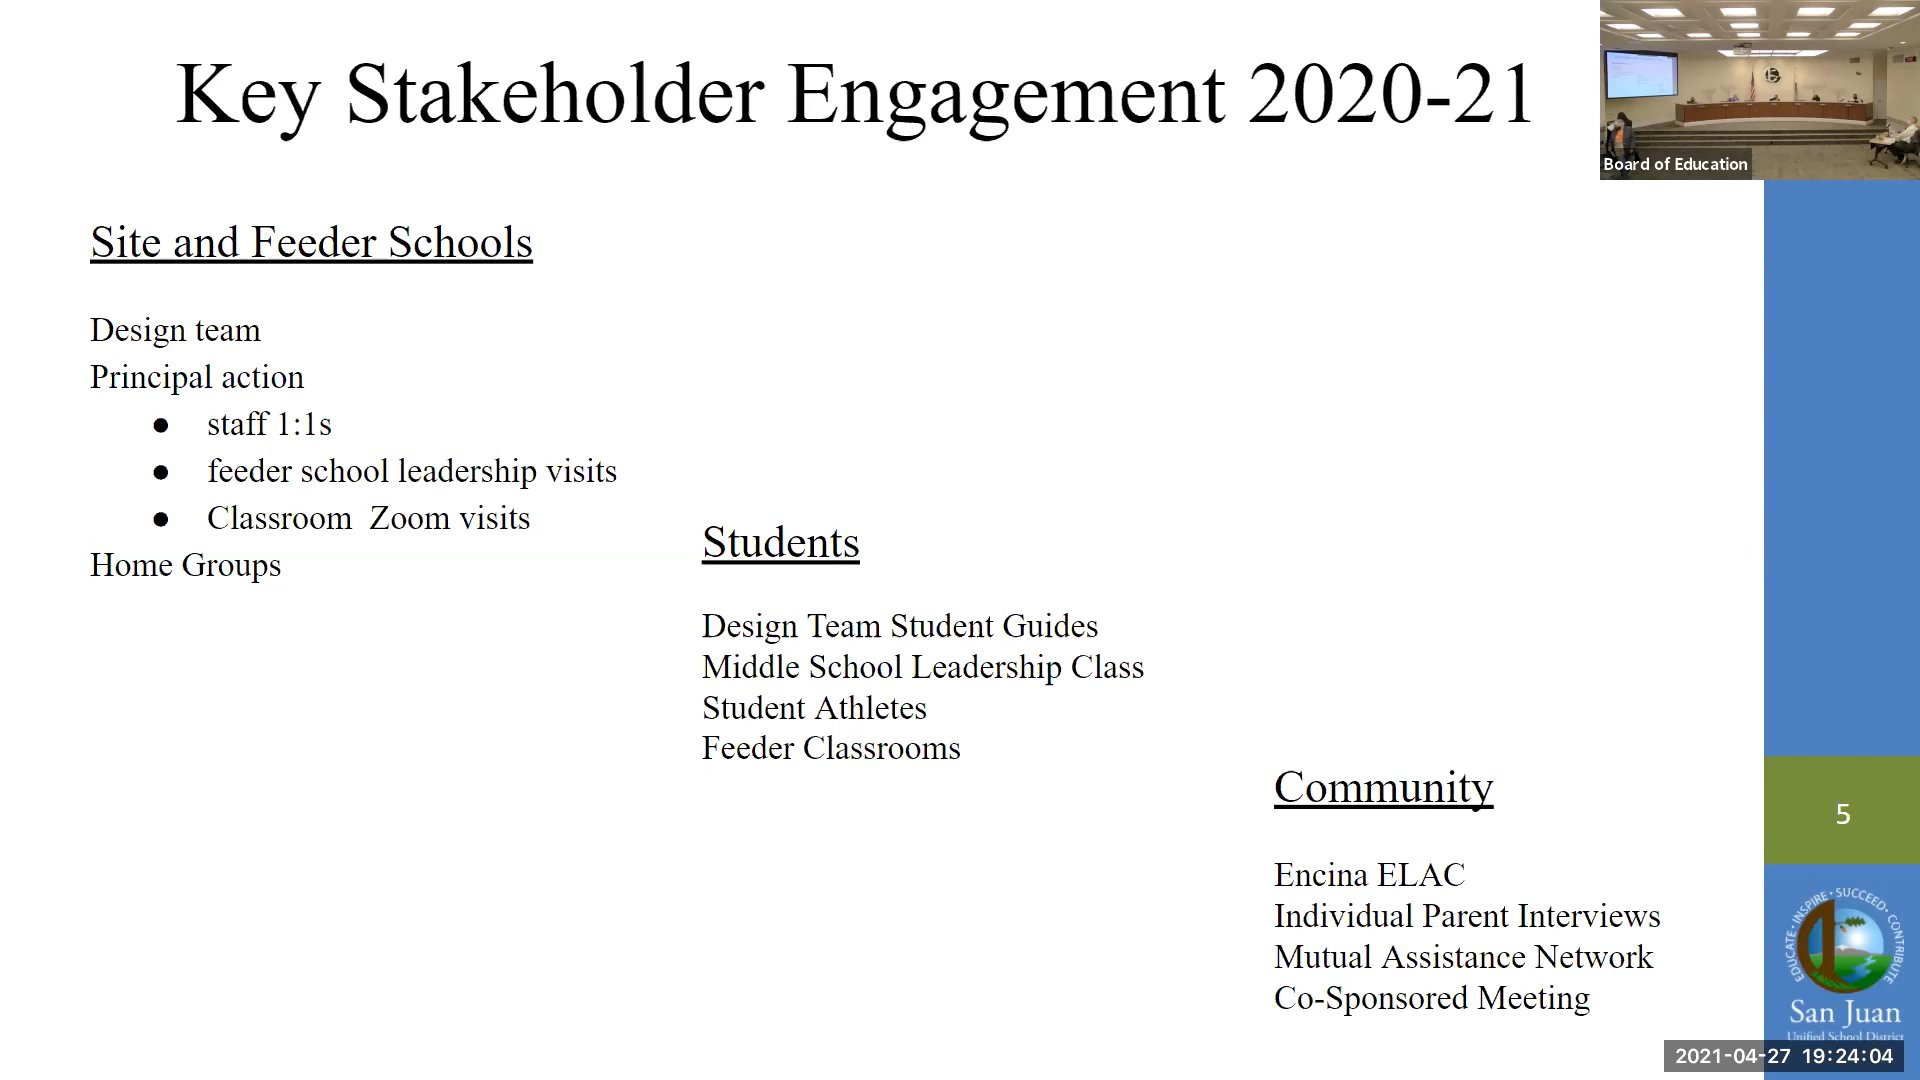 Key Stakeholder Engagement 2020-21
Board of Education
Site and Feeder Schools
Design team
Principal action
● staff 1:1s
● feeder school leadership visits
● Classroom  Zoom visits
Home Groups
Students
Design Team Student Guides
Middle School Leadership Class
Student Athletes
Feeder Classrooms
Community
Encina ELAC
Individual Parent Interviews
Mutual Assistance Network
Co-Sponsored Meeting
5
EDUCATE • INSPIRE • SUCCEED • CONTRIBUTE
San Juan
Unified School District
2021-04-27 19:24:04